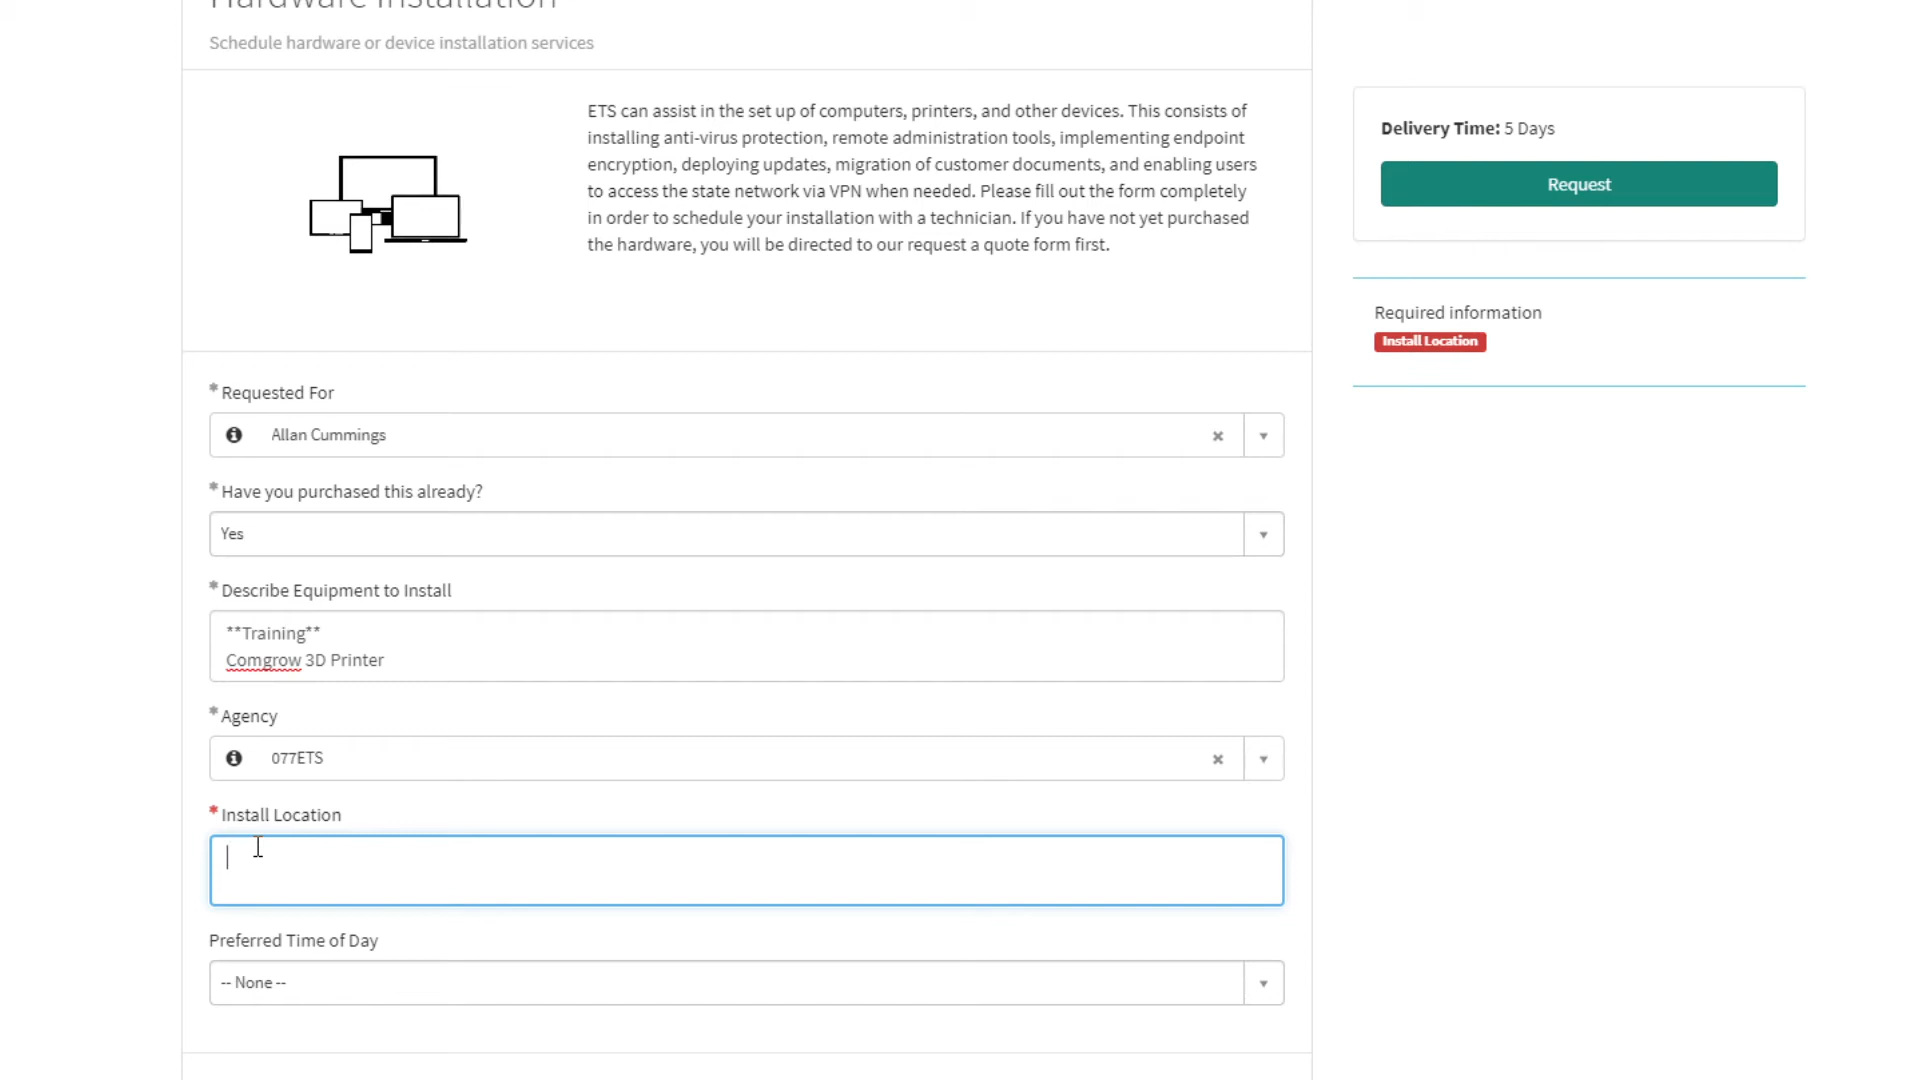 Hardware Installation
Schedule hardware or device installation services
ETS can assist in the set up of computers, printers, and other devices. This consists of
installing anti-virus protection, remote administration tools, implementing endpoint
encryption, deploying updates, migration of customer documents, and enabling users
to access the state network via VPN when needed. Please fill out the form completely
in order to schedule your installation with a technician. If you have not yet purchased
the hardware, you will be directed to our request a quote form first.
Delivery Time: 5 Days
Request
Required information
Install Location
* Requested For
Allan Cummings
* Have you purchased this already?
Yes
* Describe Equipment to Install
**Training**
Comgrow 3D Printer
* Agency
077ETS
* Install Location
Preferred Time of Day
-- None --